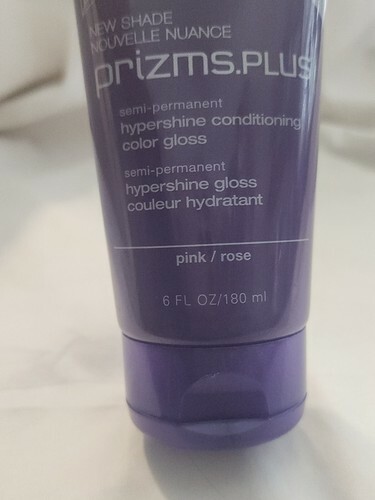 NEW SHADE
NOUVELLE NUANCE
prizms.PLUS
semi-permanent
hypershine conditioning
color gloss
semi-permanent
hypershine gloss
couleur hydratant
pink / rose
6 FL OZ/180 ml